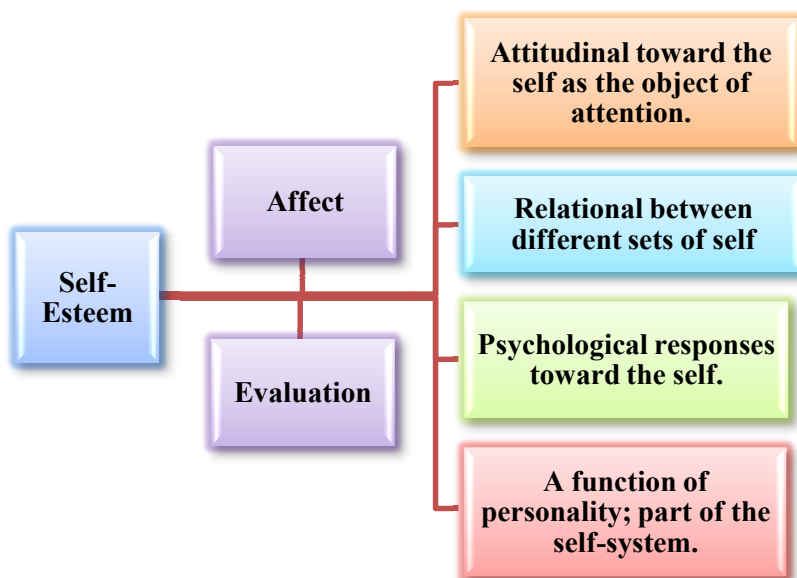 Self-
Esteem
Affect
Evaluation
Attitudinal toward the
self as the object of
attention.
Relational between
different sets of self
Psychological responses
toward the self.
A function of
personality; part of the
self-system.